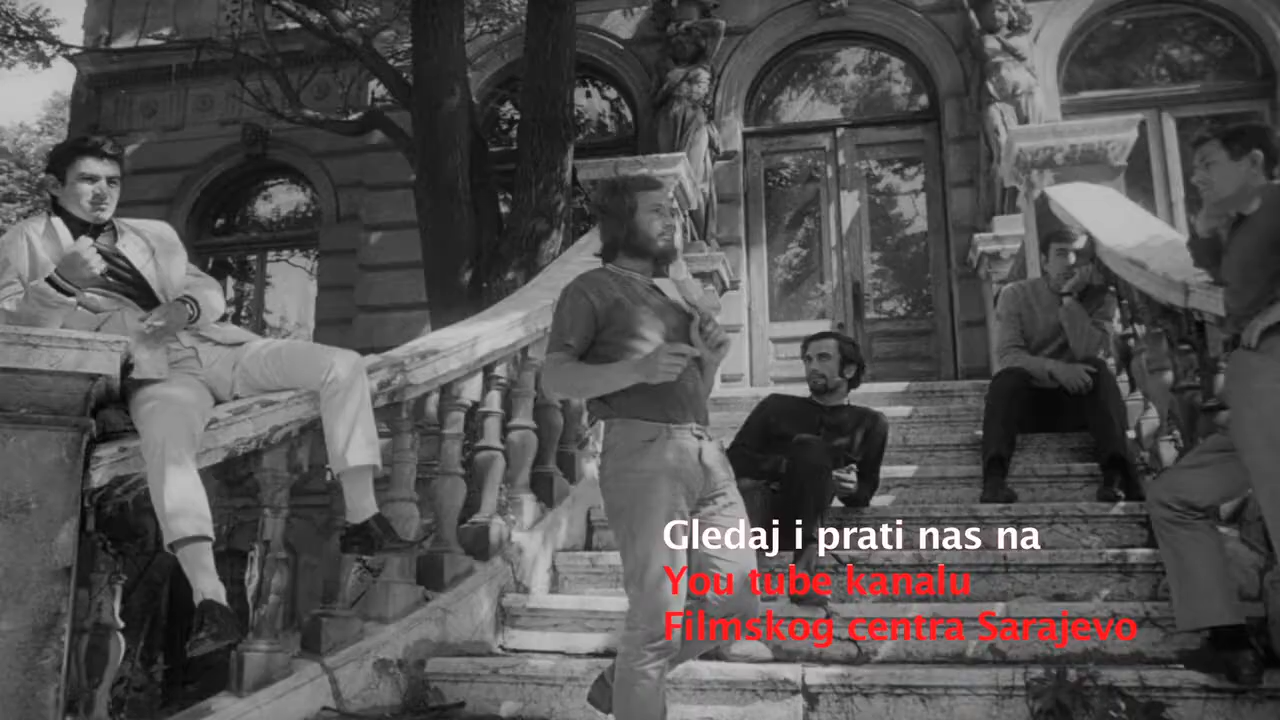 Gledaj i prati nas na
You tube kanalu
Filmskog centra Sarajevo